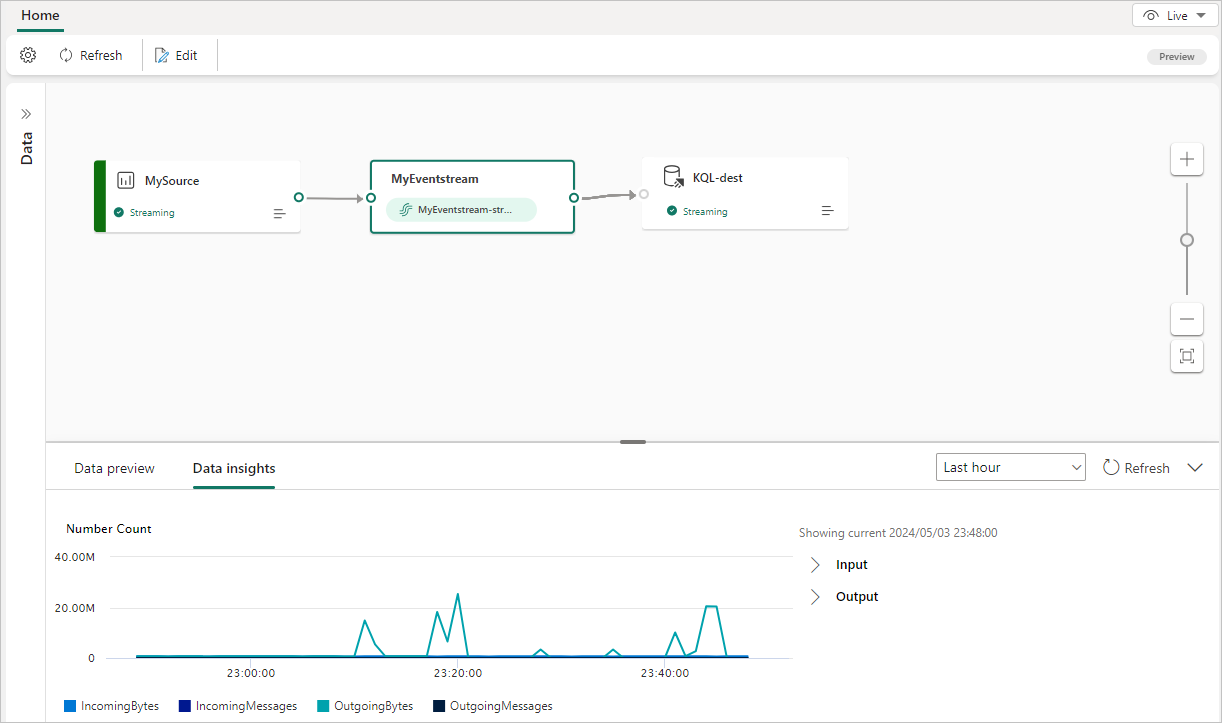 Home
Live
Refresh
Edit
Preview
Data
MySource
Streaming
MyEventstream
MyEventstream-str...
KQL-dest
Streaming
Data preview
Data insights
Last hour
Refresh
Number Count
Showing current 2024/05/03 23:48:00
Input
Output
40.00M
20.00M
0
23:00:00
23:20:00
23:40:00
IncomingBytes
IncomingMessages
OutgoingBytes
OutgoingMessages